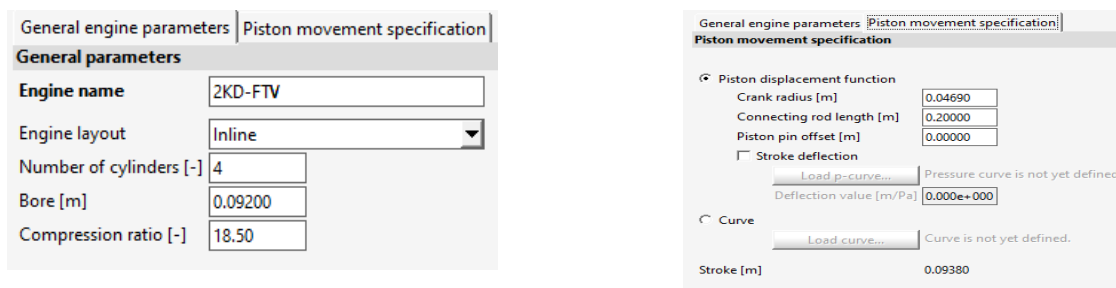 General engine parameters Piston movement specification
General parameters
Engine name 2KD-FTV
Engine layout Inline
Number of cylinders [-] 4
Bore [m] 0.09200
Compression ratio [-] 18.50
General engine parameters Piston movement specification
Piston movement specification
Piston displacement function
Crank radius [m] 0.04690
Connecting rod length [m] 0.20000
Piston pin offset [m] 0.00000
Stroke deflection
Load p-curve... Pressure curve is not yet defined
Deflection value [m/Pa] 0.000e+000
Curve
Load curve... Curve is not yet defined.
Stroke [m] 0.09380